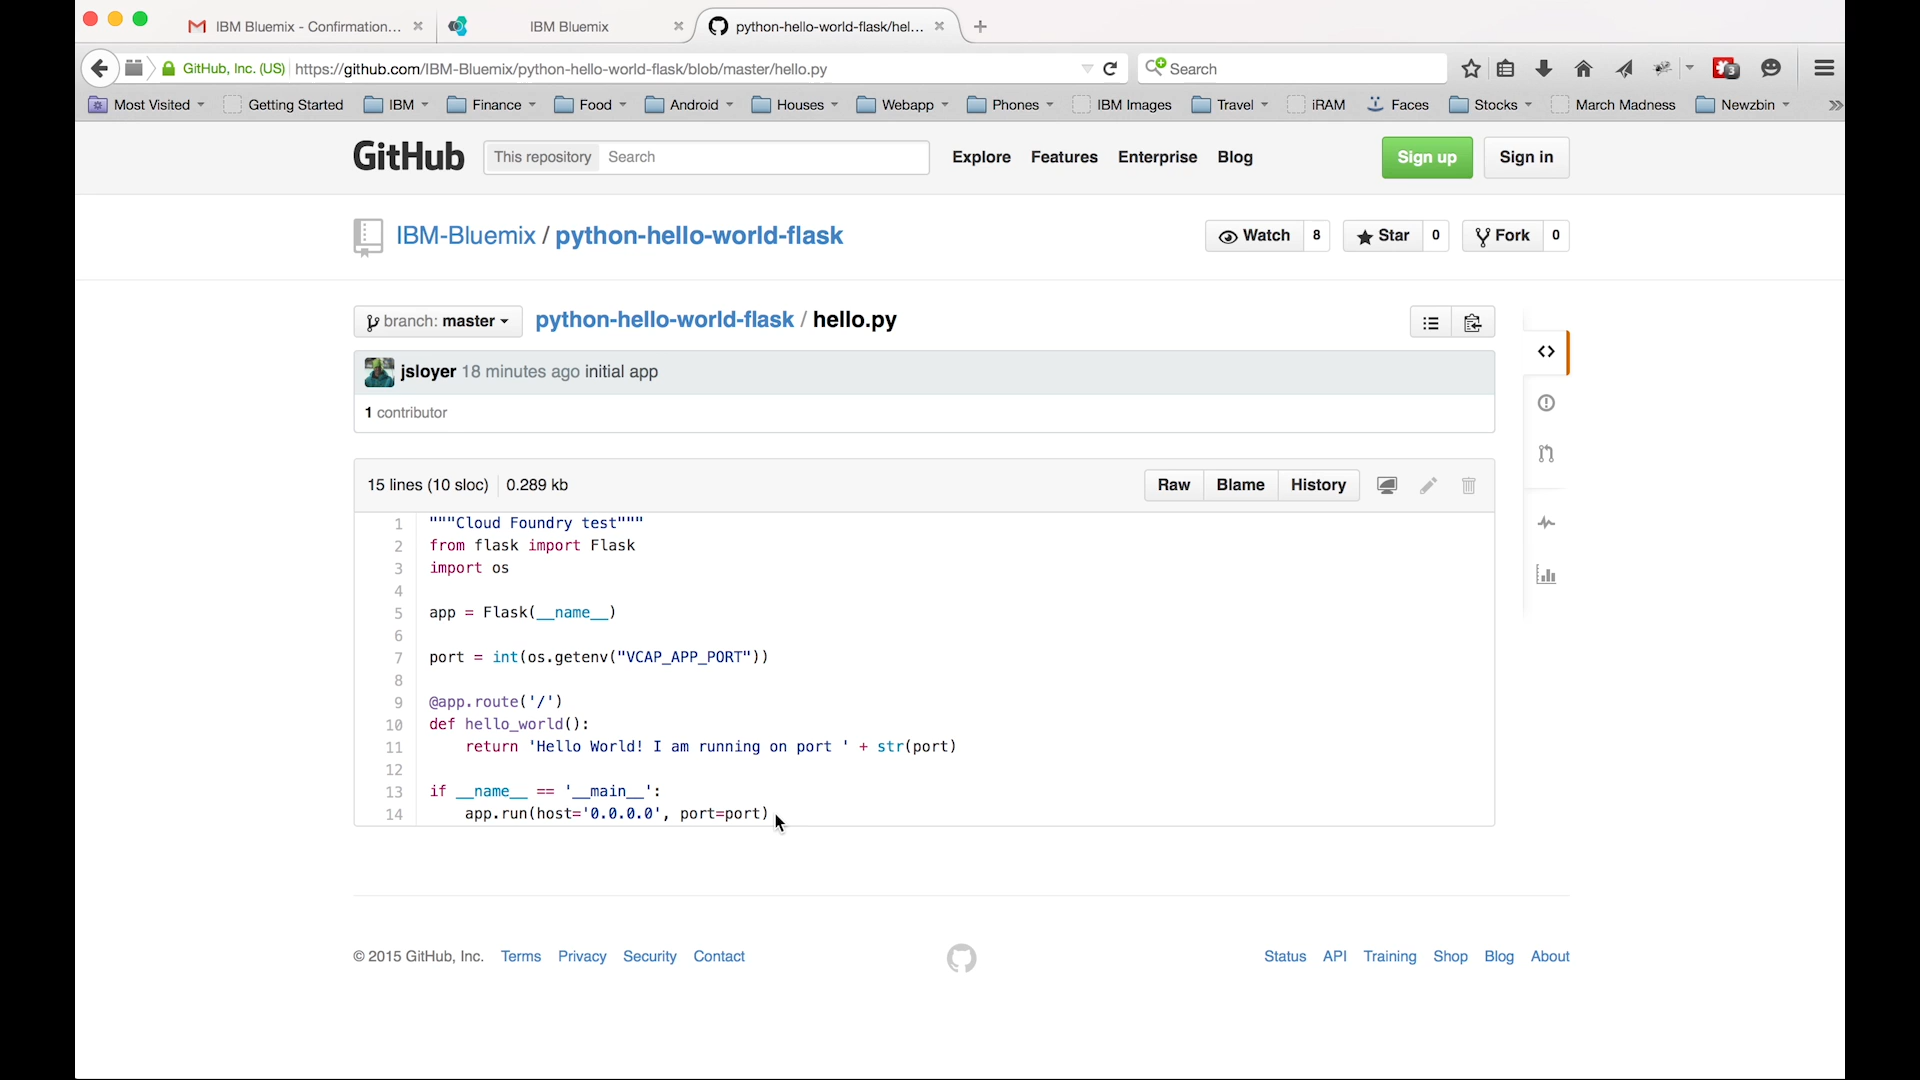 IBM Bluemix - Confirmation...
IBM Bluemix
python-hello-world-flask/hel...
GitHub, Inc. (US)
https://github.com/IBM-Bluemix/python-hello-world-flask/blob/master/hello.py
Search
3
Most Visited
Getting Started
IBM
Finance
Food
Android
Houses
Webapp
Phones
IBM Images
Travel
iRAM
Faces
Stocks
March Madness
Newzbin
GitHub
This repository
Search
Explore
Features
Enterprise
Blog
Sign up
Sign in
IBM-Bluemix / python-hello-world-flask
Watch 8
Star 0
Fork 0
branch: master
python-hello-world-flask / hello.py
jsloyer 18 minutes ago initial app
1 contributor
15 lines (10 sloc) 0.289 kb
Raw
Blame
History
1 """Cloud Foundry test"""
2 from flask import Flask
3 import os
4
5 app = Flask(__name__)
6
7 port = int(os.getenv("VCAP_APP_PORT"))
8
9 @app.route('/')
10 def hello_world():
11     return 'Hello World! I am running on port ' + str(port)
12
13 if __name__ == '__main__':
14     app.run(host='0.0.0.0', port=port)
© 2015 GitHub, Inc. Terms Privacy Security Contact
Status API Training Shop Blog About